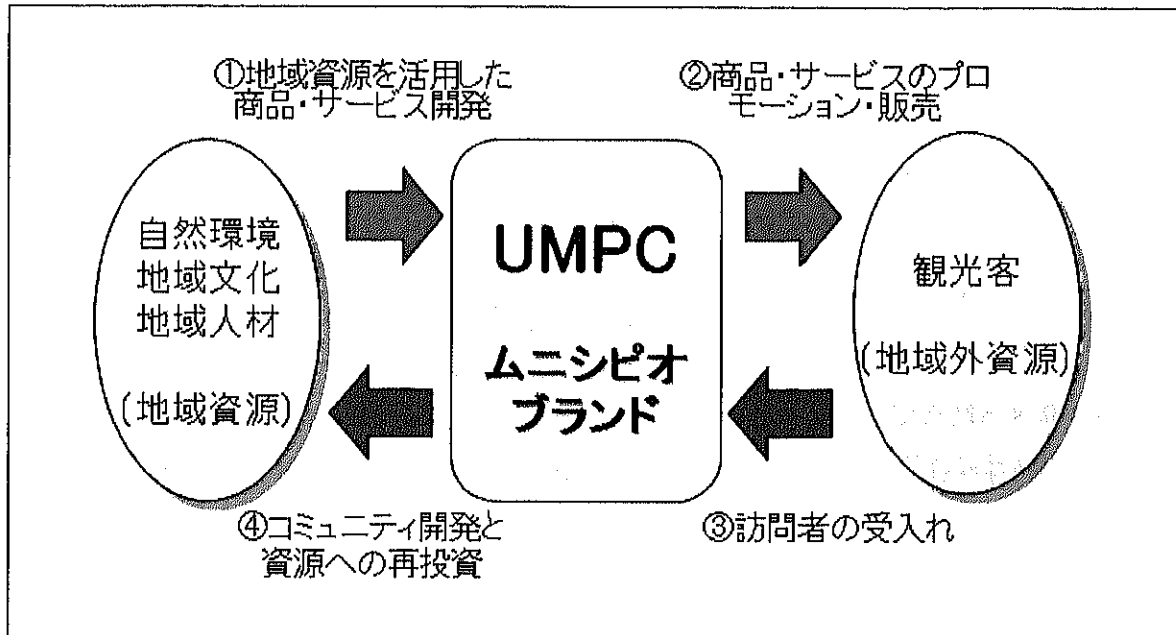 ①地域資源を活用した
商品・サービス開発
②商品・サービスのプロ
モーション・販売
自然環境
地域文化
地域人材
(地域資源)
UMPC
ムニシピオ
ブランド
観光客
(地域外資源)
④コミュニティ開発と
資源への再投資
③訪問者の受入れ